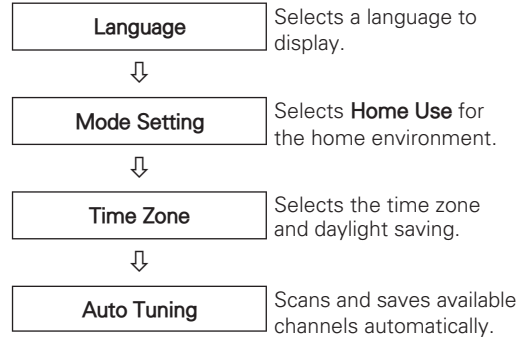 Language
Selects a language to
display.
Mode Setting
Selects Home Use for
the home environment.
Time Zone
Selects the time zone
and daylight saving.
Auto Tuning
Scans and saves available
channels automatically.